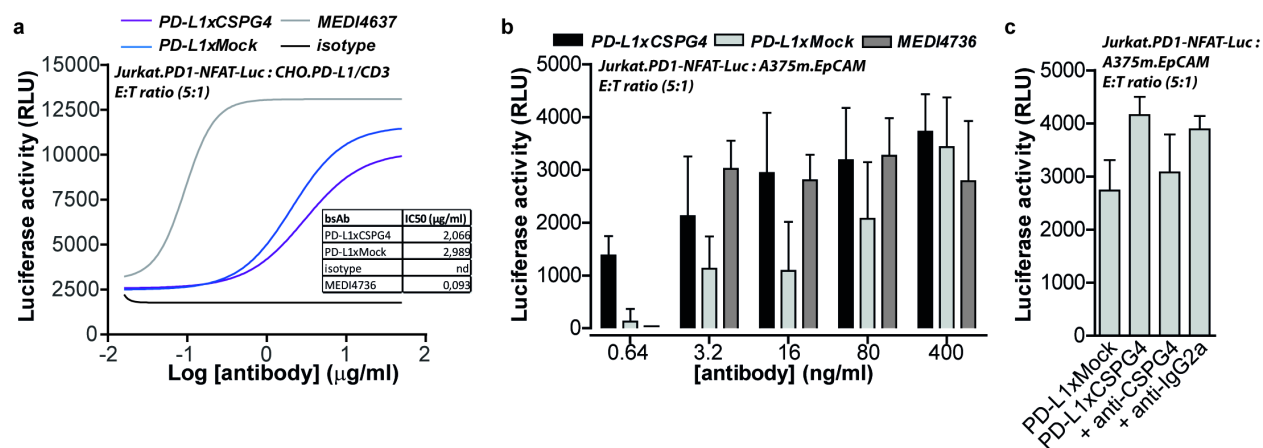 a
PD-L1xCSPG4
MEDI4637
PD-L1xMock
isotype
Jurkat.PD1-NFAT-Luc : CHO.PD-L1/CD3
E:T ratio (5:1)
Luciferase activity (RLU)
15000
12500
10000
7500
5000
2500
0
-2
-1
0
1
2
Log [antibody] (µg/ml)
bsAb IC50 (µg/ml)
PD-L1xCSPG4 2,066
PD-L1xMock 2,989
isotype nd
MEDI4736 0,093
b
PD-L1xCSPG4 PD-L1xMock MEDI4736
Jurkat.PD1-NFAT-Luc : A375m.EpCAM
E:T ratio (5:1)
Luciferase activity (RLU)
5000
4000
3000
2000
1000
0
0.64 3.2 16 80 400
[antibody] (ng/ml)
c
Jurkat.PD1-NFAT-Luc :
A375m.EpCAM
E:T ratio (5:1)
Luciferase activity (RLU)
5000
4000
3000
2000
1000
0
PD-L1xMock
PD-L1xCSPG4
+ anti-CSPG4
+ anti-IgG2a